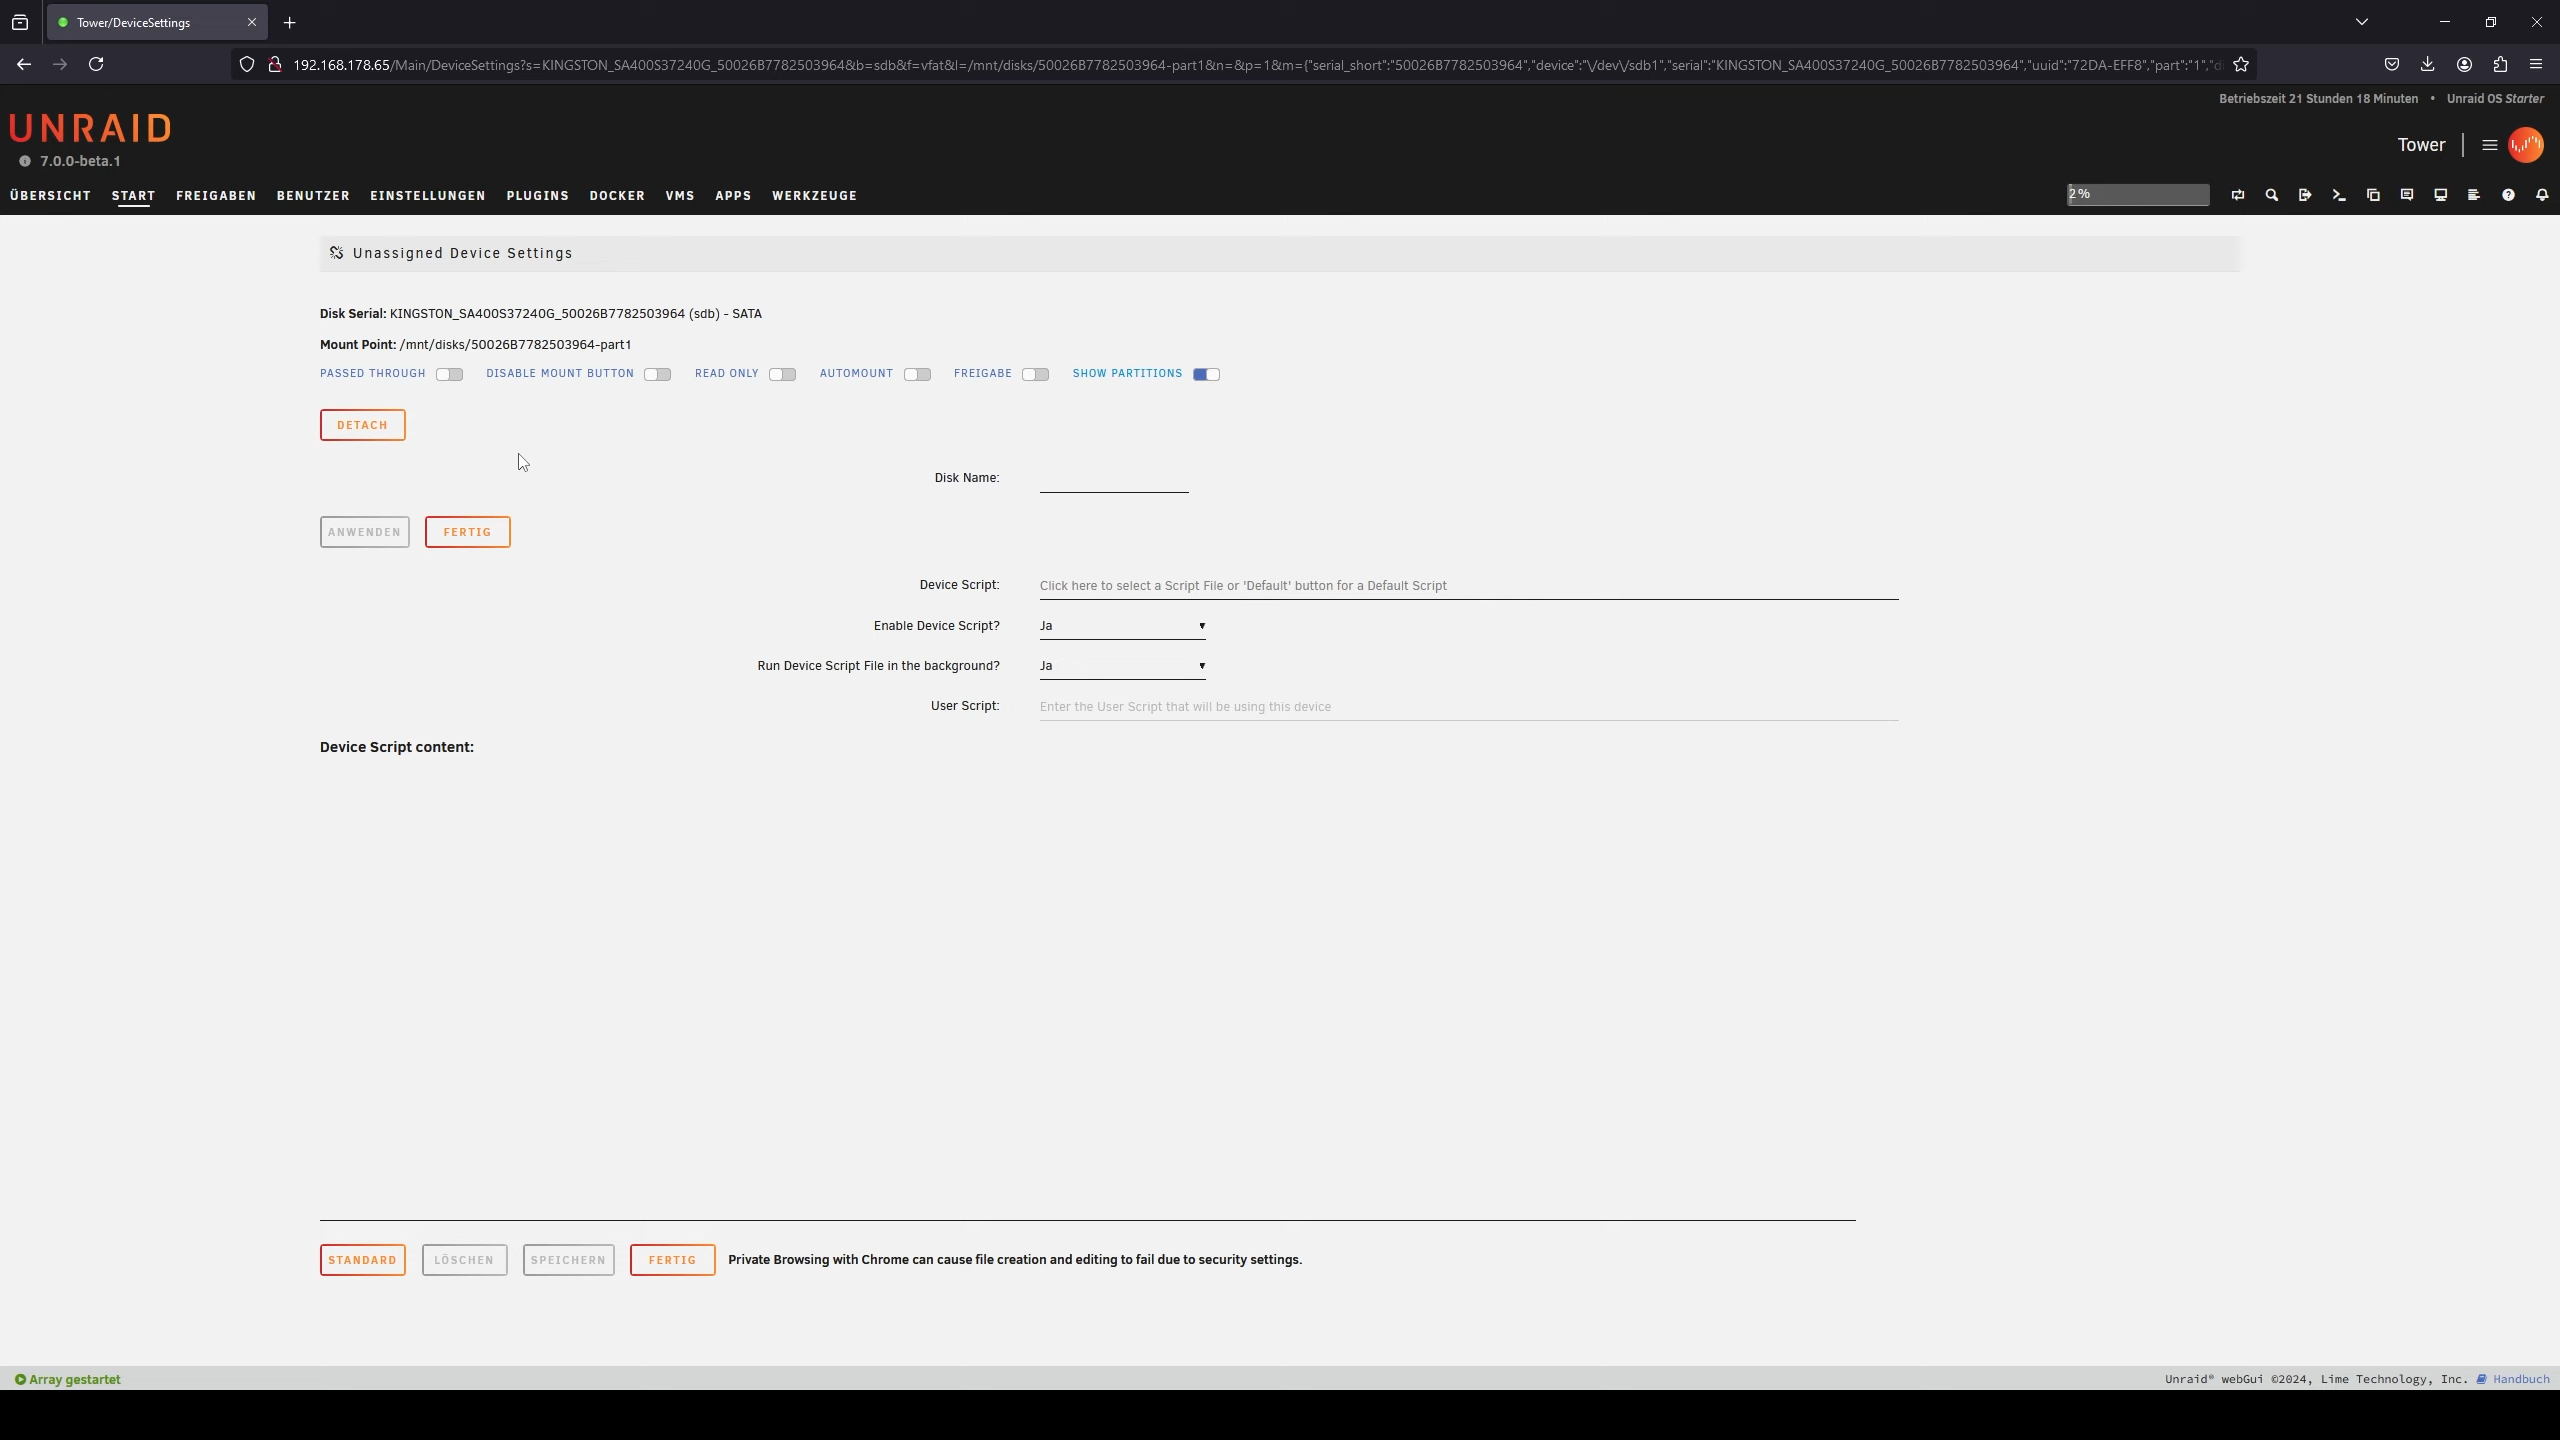 Tower/DeviceSettings
192.168.178.65/Main/DeviceSettings?s=KINGSTON_SA400S37240G_50026B7782503964&b=sdb&f=vfat&l=/mnt/disks/50026B7782503964-part1&n=&p=1&m={"serial_short":"50026B7782503964","device":"\/dev\/sdb1","serial":"KINGSTON_SA400S37240G_50026B7782503964","uuid":"72DA-EFF8","part":"1","d
Betriebszeit 21 Stunden 18 Minuten • Unraid OS Starter
UNRAID
7.0.0-beta.1
Tower
ÜBERSICHT START FREIGABEN BENUTZER EINSTELLUNGEN PLUGINS DOCKER VMS APPS WERKZEUGE
2%
Unassigned Device Settings
Disk Serial: KINGSTON_SA400S37240G_50026B7782503964 (sdb) - SATA
Mount Point: /mnt/disks/50026B7782503964-part1
PASSED THROUGH DISABLE MOUNT BUTTON READ ONLY AUTOMOUNT FREIGABE SHOW PARTITIONS
DETACH
Disk Name:
ANWENDEN FERTIG
Device Script: Click here to select a Script File or 'Default' button for a Default Script
Enable Device Script? Ja
Run Device Script File in the background? Ja
User Script: Enter the User Script that will be using this device
Device Script content:
STANDARD LÖSCHEN SPEICHERN FERTIG Private Browsing with Chrome can cause file creation and editing to fail due to security settings.
Array gestartet
Unraid® webGui ©2024, Lime Technology, Inc. Handbuch